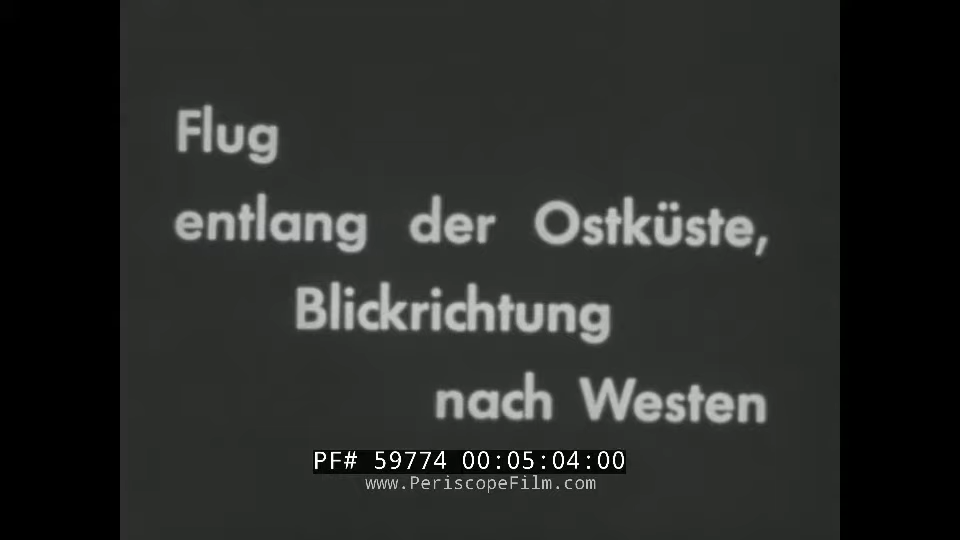 Flug
entlang der Ostküste,
Blickrichtung
nach Westen
PF# 59774 00:05:04:00
www.PeriscopeFilm.com